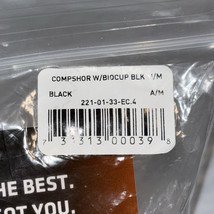 COMPSHOR W/BIOCUP BLK A/M
BLACK A/M
221-01-33-EC.4
7 33313 00039 8
HE BEST.
OT YOU.